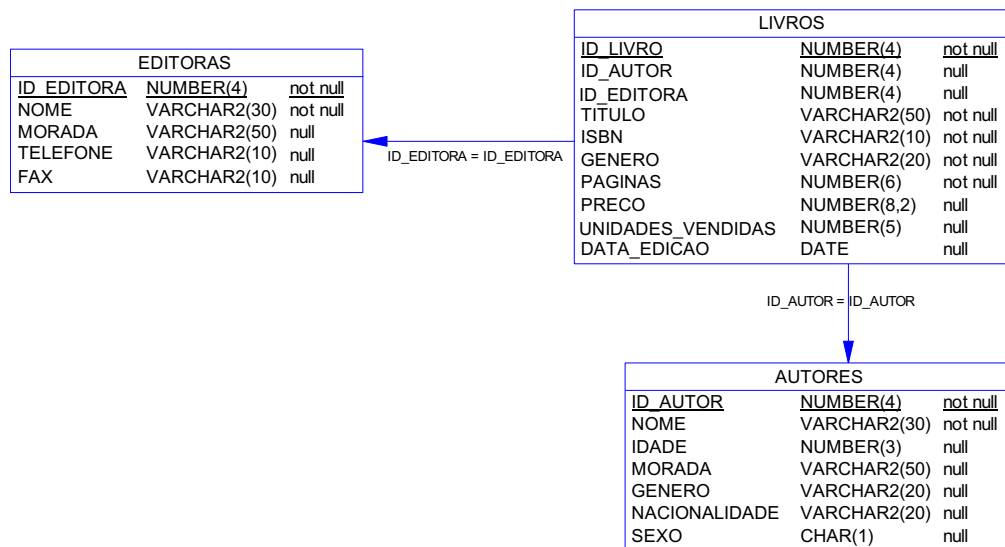 EDITORAS
ID_EDITORA NUMBER(4) not null
NOME VARCHAR2(30) not null
MORADA VARCHAR2(50) null
TELEFONE VARCHAR2(10) null
FAX VARCHAR2(10) null
ID_EDITORA = ID_EDITORA
LIVROS
ID_LIVRO NUMBER(4) not null
ID_AUTOR NUMBER(4) null
ID_EDITORA NUMBER(4) null
TITULO VARCHAR2(50) not null
ISBN VARCHAR2(10) not null
GENERO VARCHAR2(20) not null
PAGINAS NUMBER(6) not null
PRECO NUMBER(8,2) null
UNIDADES_VENDIDAS NUMBER(5) null
DATA_EDICAO DATE null
ID_AUTOR = ID_AUTOR
AUTORES
ID_AUTOR NUMBER(4) not null
NOME VARCHAR2(30) not null
IDADE NUMBER(3) null
MORADA VARCHAR2(50) null
GENERO VARCHAR2(20) null
NACIONALIDADE VARCHAR2(20) null
SEXO CHAR(1) null